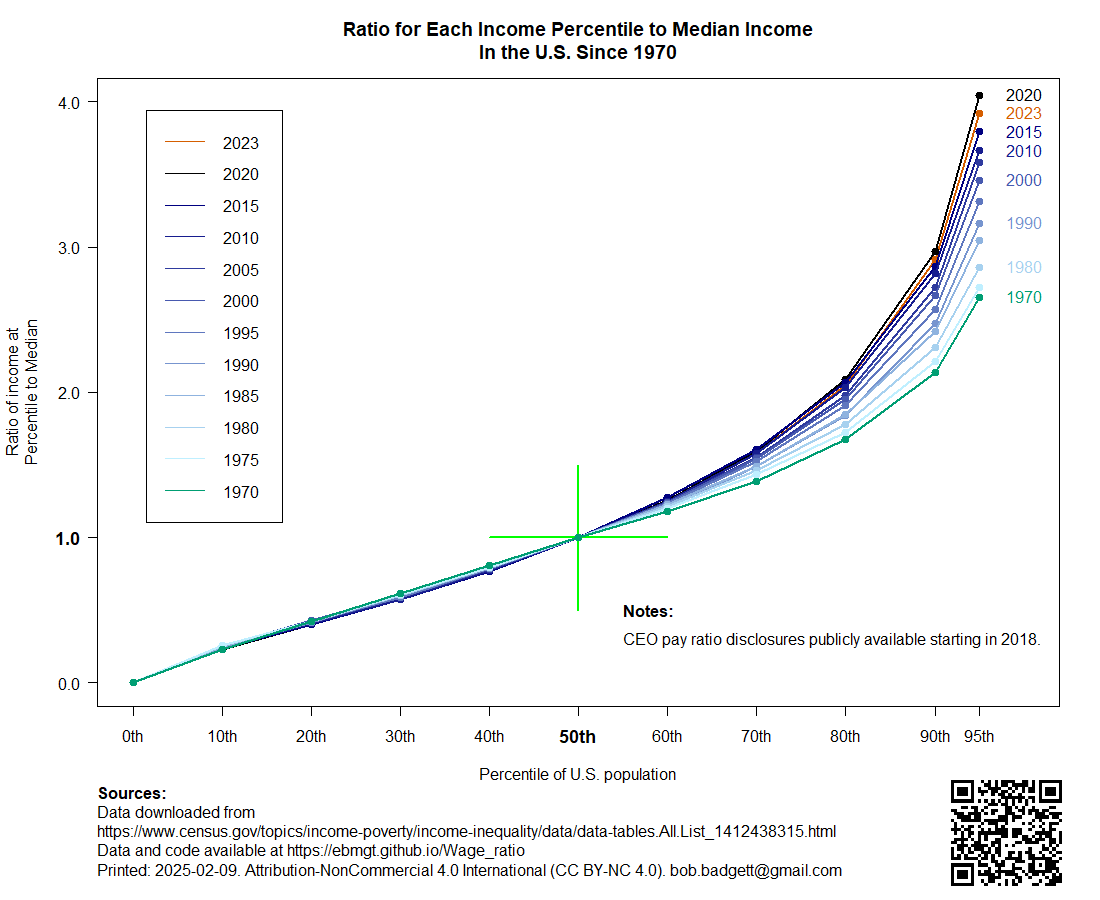 Ratio for Each Income Percentile to Median Income
In the U.S. Since 1970
Ratio of income at
Percentile to Median
4.0
3.0
2.0
1.0
0.0
2023
2020
2015
2010
2005
2000
1995
1990
1985
1980
1975
1970
2020
2023
2015
2010
2000
1990
1980
1970
Notes:
CEO pay ratio disclosures publicly available starting in 2018.
0th 10th 20th 30th 40th 50th 60th 70th 80th 90th 95th
Percentile of U.S. population
Sources:
Data downloaded from
https://www.census.gov/topics/income-poverty/income-inequality/data/data-tables.All.List_1412438315.html
Data and code available at https://ebmgt.github.io/Wage_ratio
Printed: 2025-02-09. Attribution-NonCommercial 4.0 International (CC BY-NC 4.0). bob.badgett@gmail.com